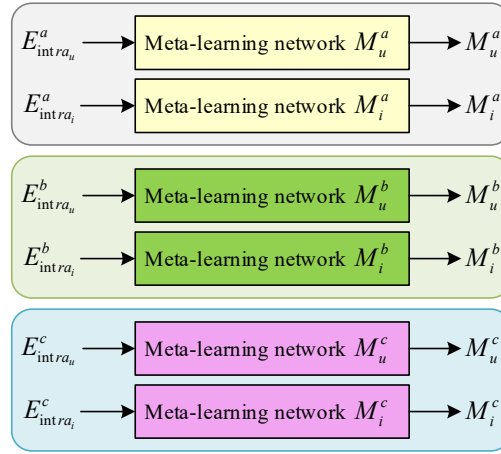 E^a_{intra_u} Meta-learning network M^a_u M^a_u
E^a_{intra_i} Meta-learning network M^a_i M^a_i
E^b_{intra_u} Meta-learning network M^b_u M^b_u
E^b_{intra_i} Meta-learning network M^b_i M^b_i
E^c_{intra_u} Meta-learning network M^c_u M^c_u
E^c_{intra_i} Meta-learning network M^c_i M^c_i